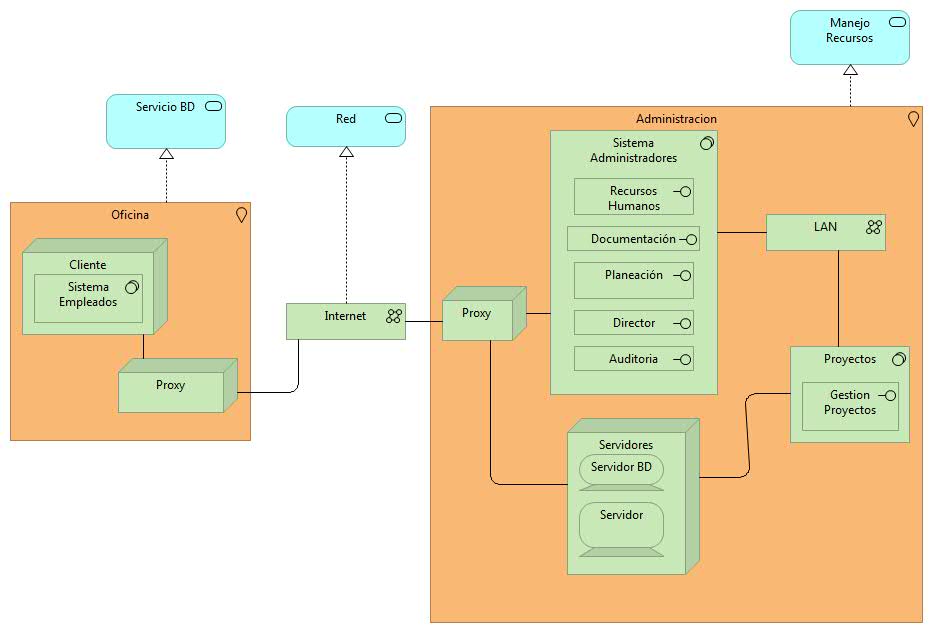 Manejo
Recursos
Servicio BD
Red
Administracion
Sistema
Administradores
Recursos
Humanos
Documentación
Planeación
Director
Auditoria
LAN
Oficina
Cliente
Sistema
Empleados
Proxy
Internet
Proxy
Proyectos
Gestion
Proyectos
Servidores
Servidor BD
Servidor